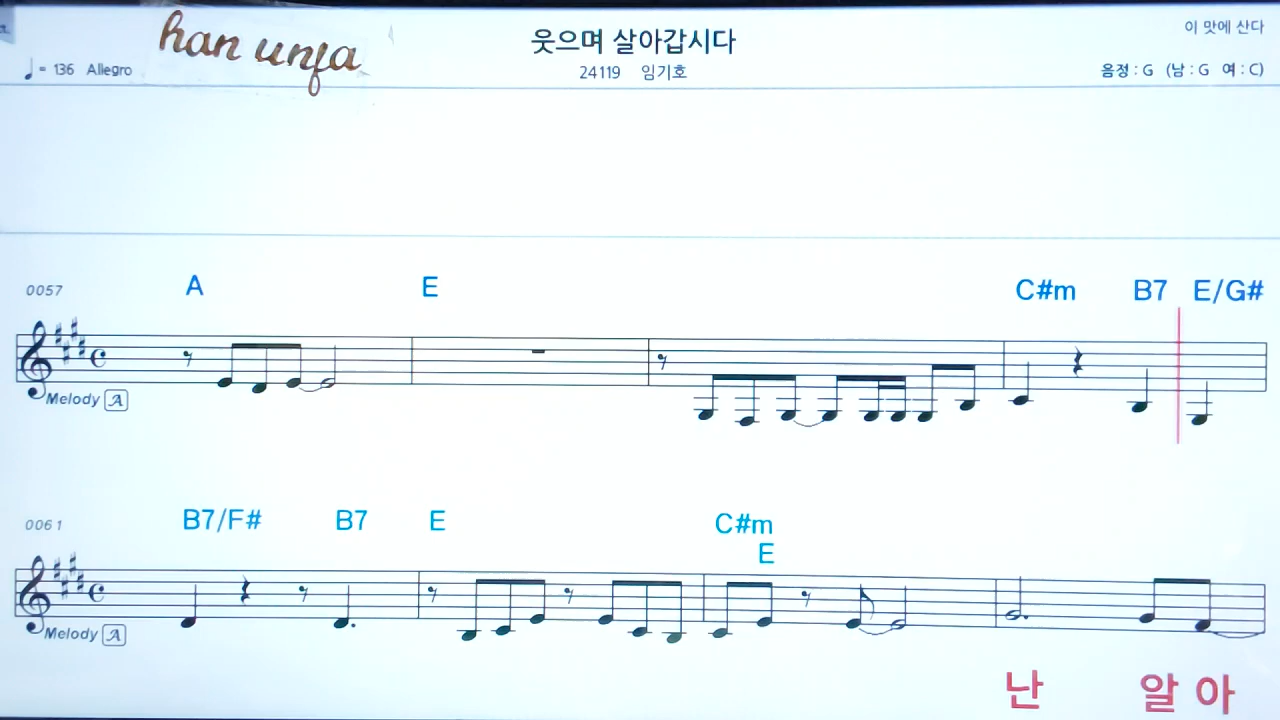 han unfa
웃으며 살아갑시다
이 맛에 산다
♩ = 136 Allegro
24119 임기호
음정 : G (남 : G 여 : C)
A E C#m B7 E/G#
0057
Melody A
B7/F# B7 E C#m
0061
E
Melody A
난 알 아